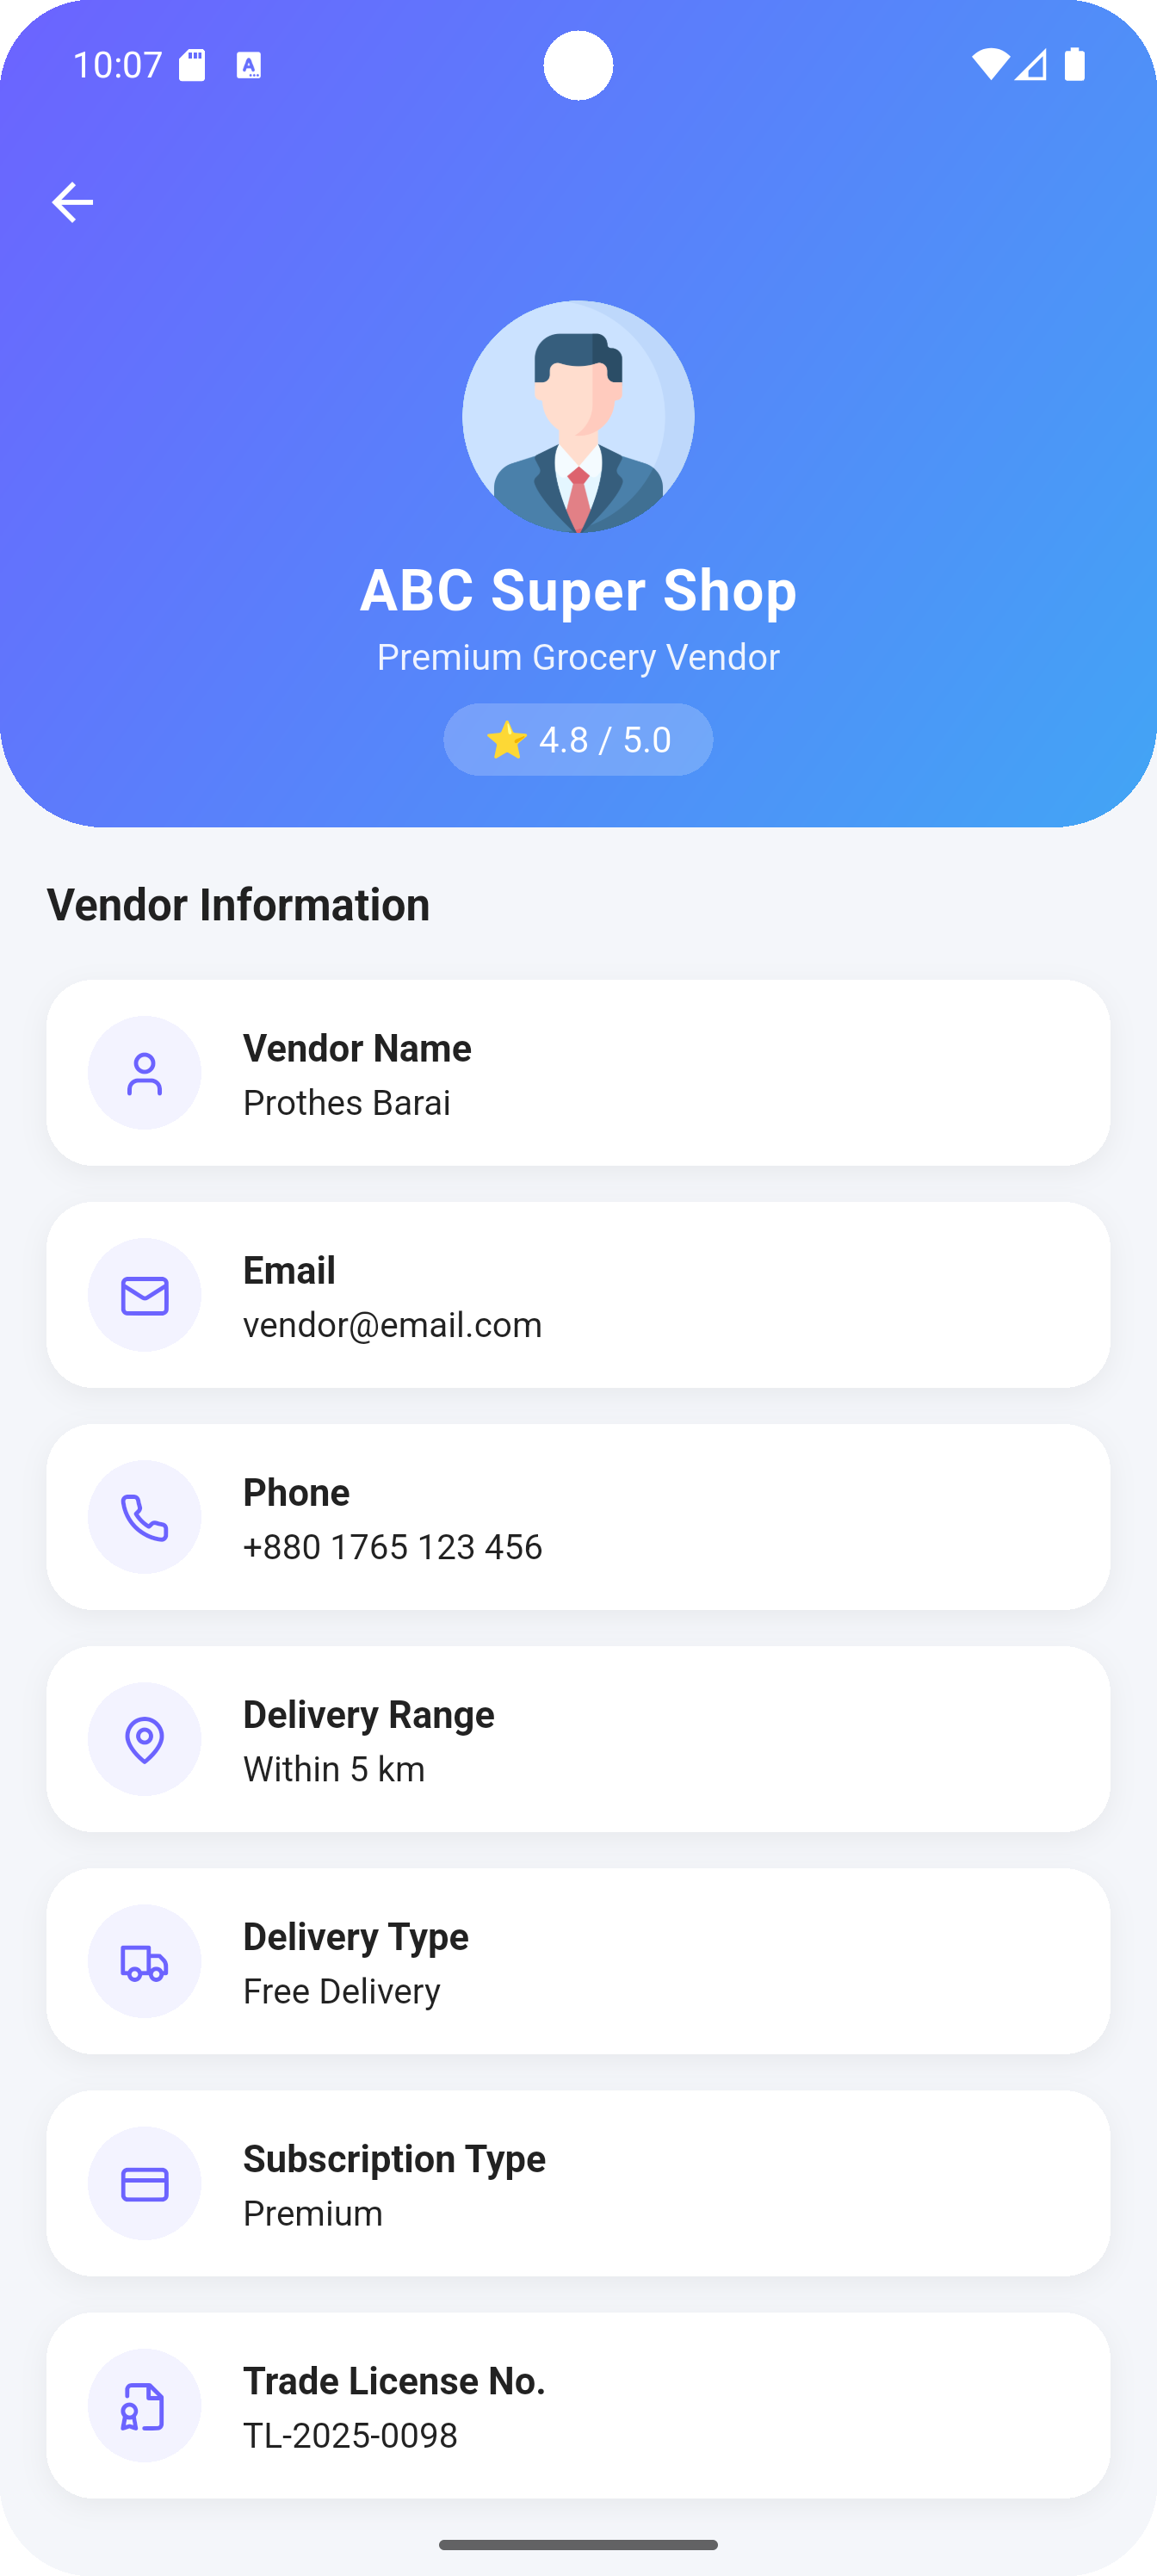 10:07
ABC Super Shop
Premium Grocery Vendor
⭐ 4.8 / 5.0
Vendor Information
Vendor Name
Prothes Barai
Email
vendor@email.com
Phone
+880 1765 123 456
Delivery Range
Within 5 km
Delivery Type
Free Delivery
Subscription Type
Premium
Trade License No.
TL-2025-0098